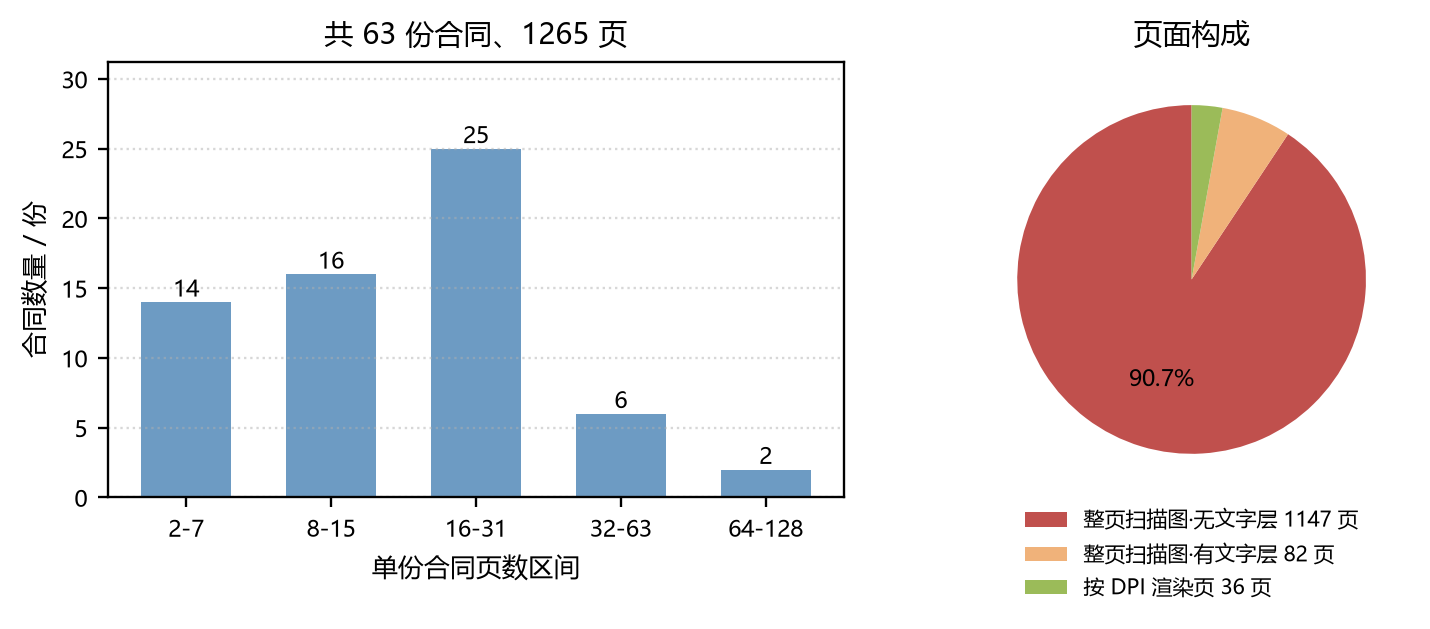 共 63 份合同、1265 页
30
25
20
15
10
5
0
合同数量 / 份
14
16
25
6
2
2-7
8-15
16-31
32-63
64-128
单份合同页数区间
页面构成
90.7%
整页扫描图·无文字层 1147 页
整页扫描图·有文字层 82 页
按 DPI 渲染页 36 页